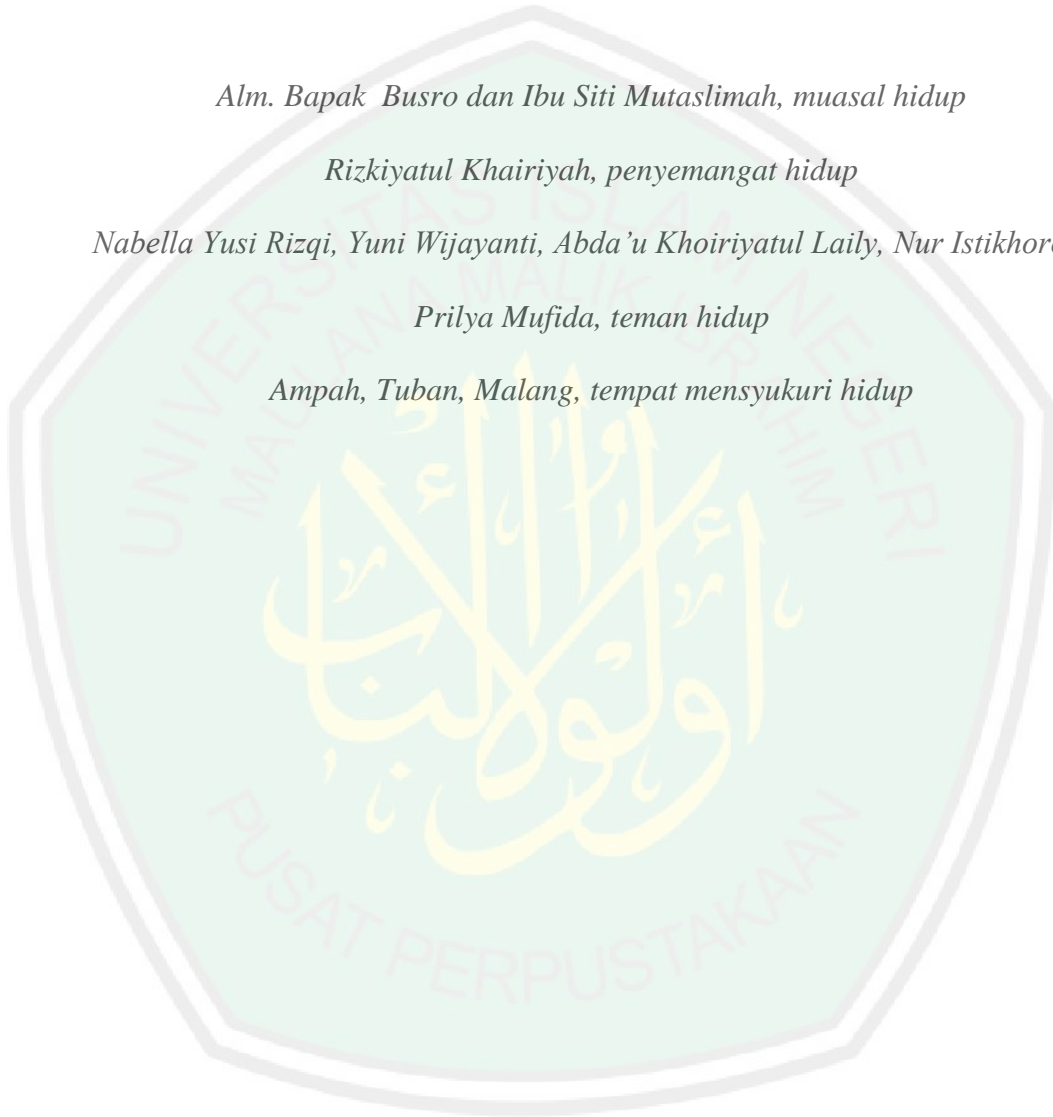 Alm. Bapak Busro dan Ibu Siti Mutaslimah, muasal hidup
Rizkiyatul Khairiyah, penyemangat hidup
Nabella Yusi Rizqi, Yuni Wijayanti, Abda’u Khoiriyatul Laily, Nur
Prilya Mufida, teman hidup
Ampah, Tuban, Malang, tempat mensyukuri hidup
UNIVERSITAS ISLAM NEGERI
MAULANA MALIK IBRAHIM
أولو الألباب
PUSAT PERPUSTAKAAN